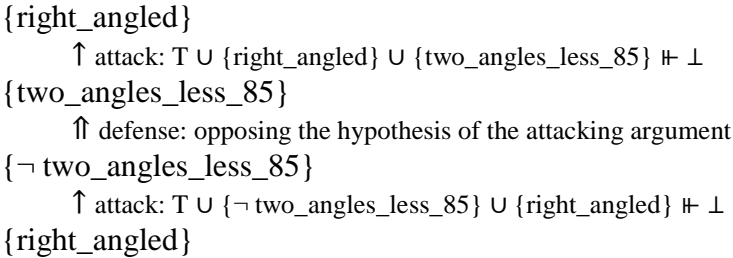 {right_angled}
↑ attack: T ∪ {right_angled} ∪ {two_angles_less_85} ⊩ ⊥
{two_angles_less_85}
⇑ defense: opposing the hypothesis of the attacking argument
{¬ two_angles_less_85}
↑ attack: T ∪ {¬ two_angles_less_85} ∪ {right_angled} ⊩ ⊥
{right_angled}